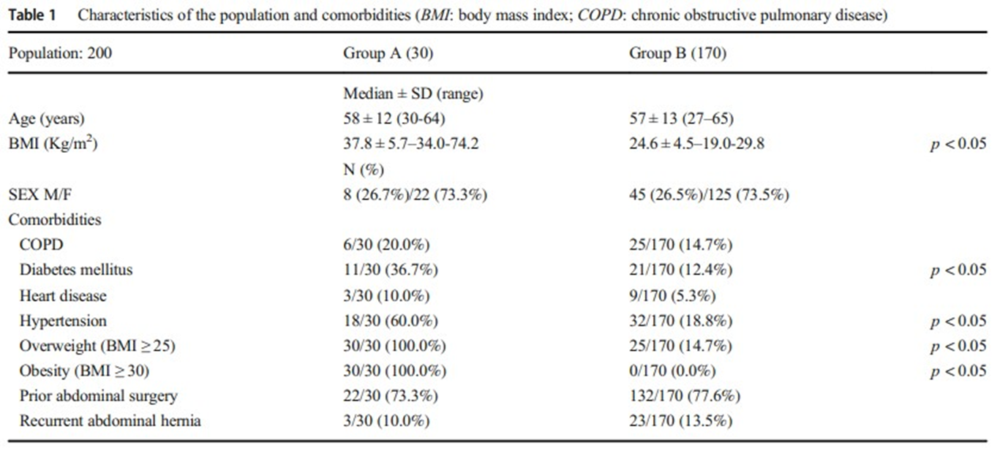 Table 1 Characteristics of the population and comorbidities (BMI: body mass index; COPD: chronic obstructive pulmonary disease)
Population: 200 Group A (30) Group B (170)
Median ± SD (range)
Age (years) 58 ± 12 (30-64) 57 ± 13 (27–65)
BMI (Kg/m²) 37.8 ± 5.7–34.0-74.2 24.6 ± 4.5–19.0-29.8 p < 0.05
N (%)
SEX M/F 8 (26.7%)/22 (73.3%) 45 (26.5%)/125 (73.5%)
Comorbidities
COPD 6/30 (20.0%) 25/170 (14.7%)
Diabetes mellitus 11/30 (36.7%) 21/170 (12.4%) p < 0.05
Heart disease 3/30 (10.0%) 9/170 (5.3%)
Hypertension 18/30 (60.0%) 32/170 (18.8%) p < 0.05
Overweight (BMI ≥ 25) 30/30 (100.0%) 25/170 (14.7%) p < 0.05
Obesity (BMI ≥ 30) 30/30 (100.0%) 0/170 (0.0%) p < 0.05
Prior abdominal surgery 22/30 (73.3%) 132/170 (77.6%)
Recurrent abdominal hernia 3/30 (10.0%) 23/170 (13.5%)